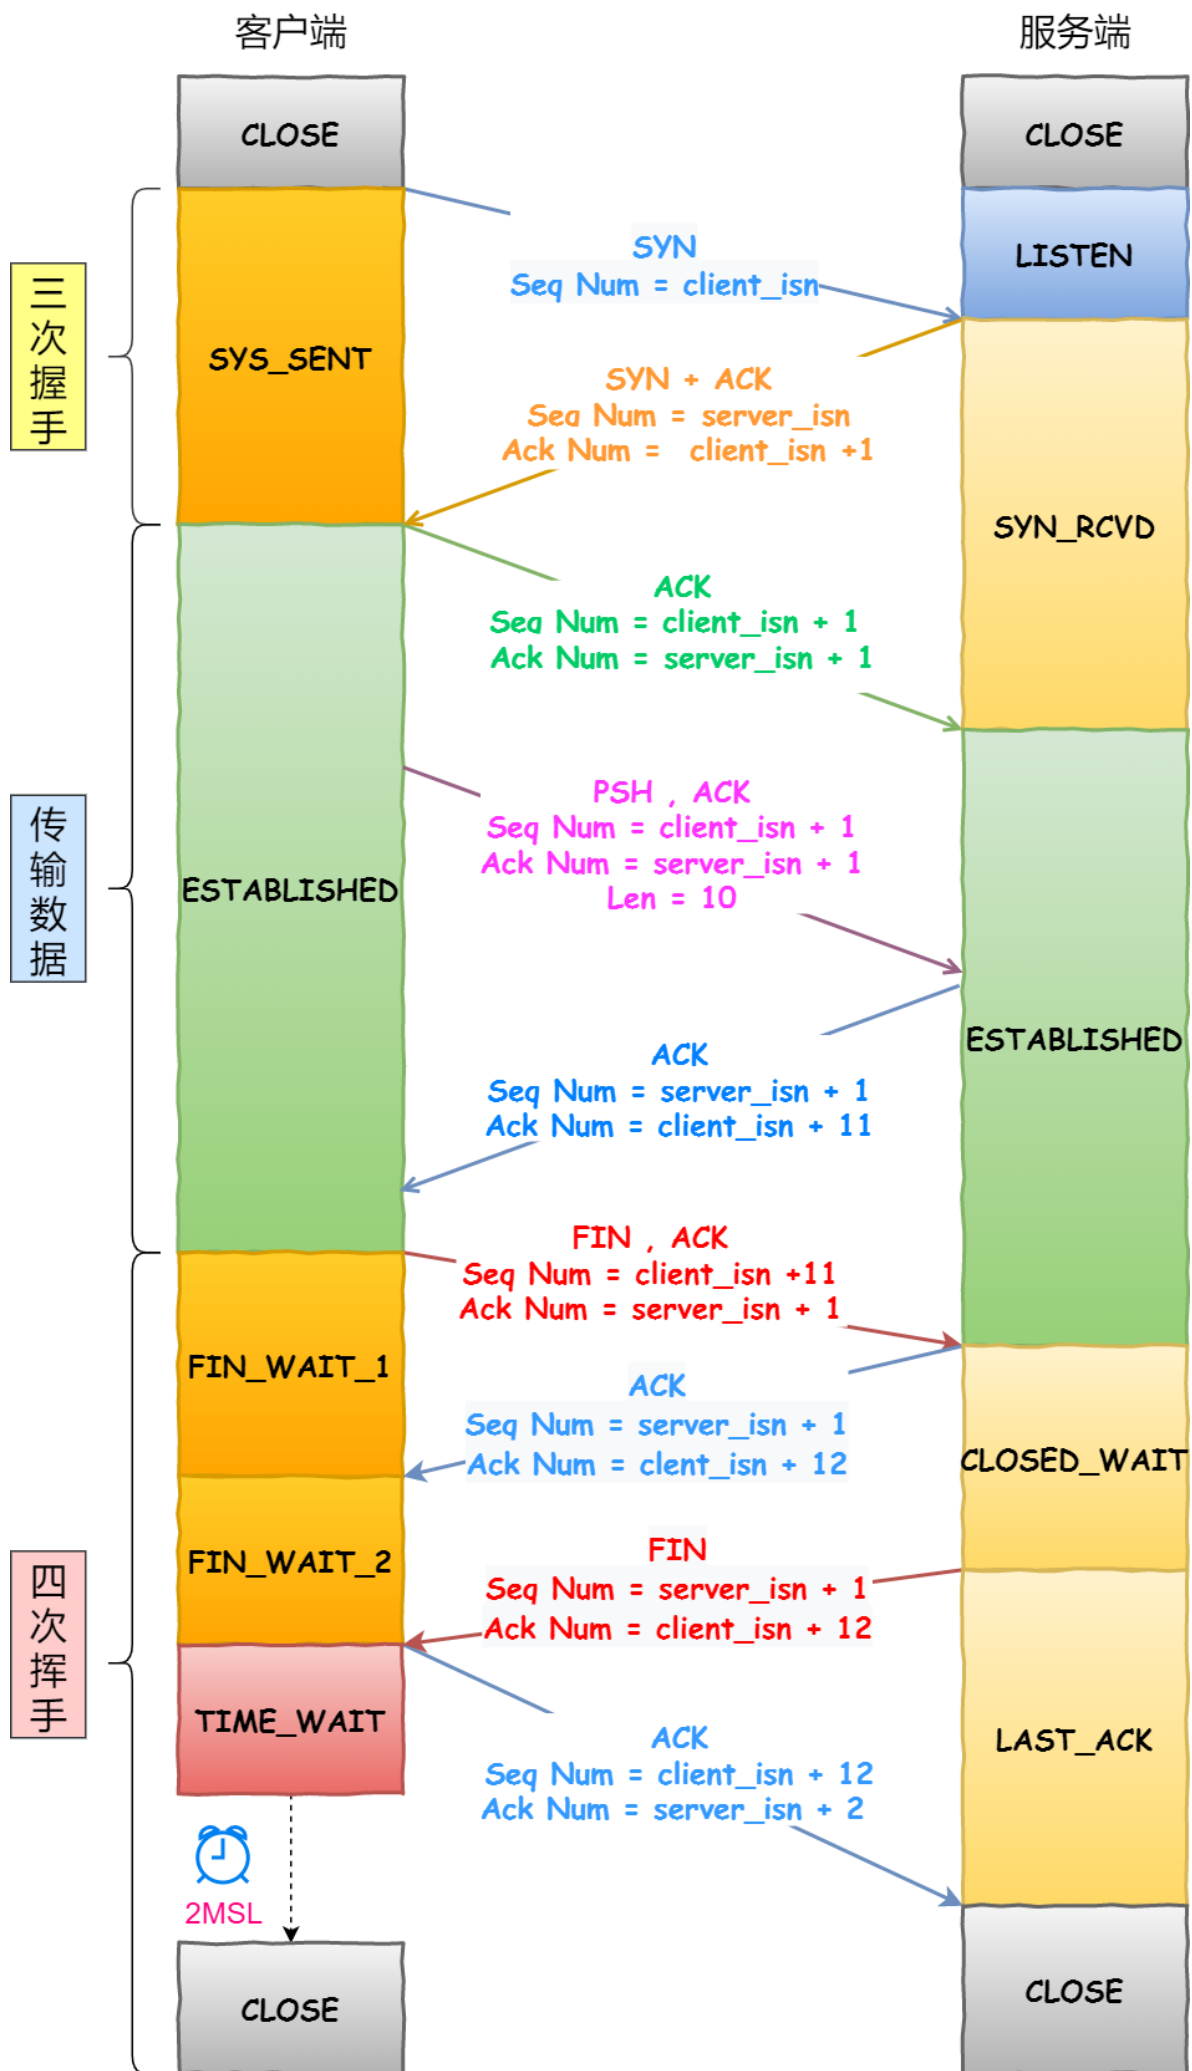 客户端
服务端
CLOSE
CLOSE
三次握手
SYS_SENT
LISTEN
SYN
Seq Num = client_isn
SYN + ACK
Sea Num = server_isn
Ack Num = client_isn +1
SYN_RCVD
ACK
Sea Num = client_isn + 1
Ack Num = server_isn + 1
传输数据
ESTABLISHED
PSH , ACK
Seq Num = client_isn + 1
Ack Num = server_isn + 1
Len = 10
ESTABLISHED
ACK
Seq Num = server_isn + 1
Ack Num = client_isn + 11
FIN , ACK
Seq Num = client_isn +11
Ack Num = server_isn + 1
四次挥手
FIN_WAIT_1
ACK
Seq Num = server_isn + 1
Ack Num = clent_isn + 12
CLOSED_WAIT
FIN_WAIT_2
FIN
Seq Num = server_isn + 1
Ack Num = client_isn + 12
TIME_WAIT
LAST_ACK
ACK
Seq Num = client_isn + 12
Ack Num = server_isn + 2
2MSL
CLOSE
CLOSE